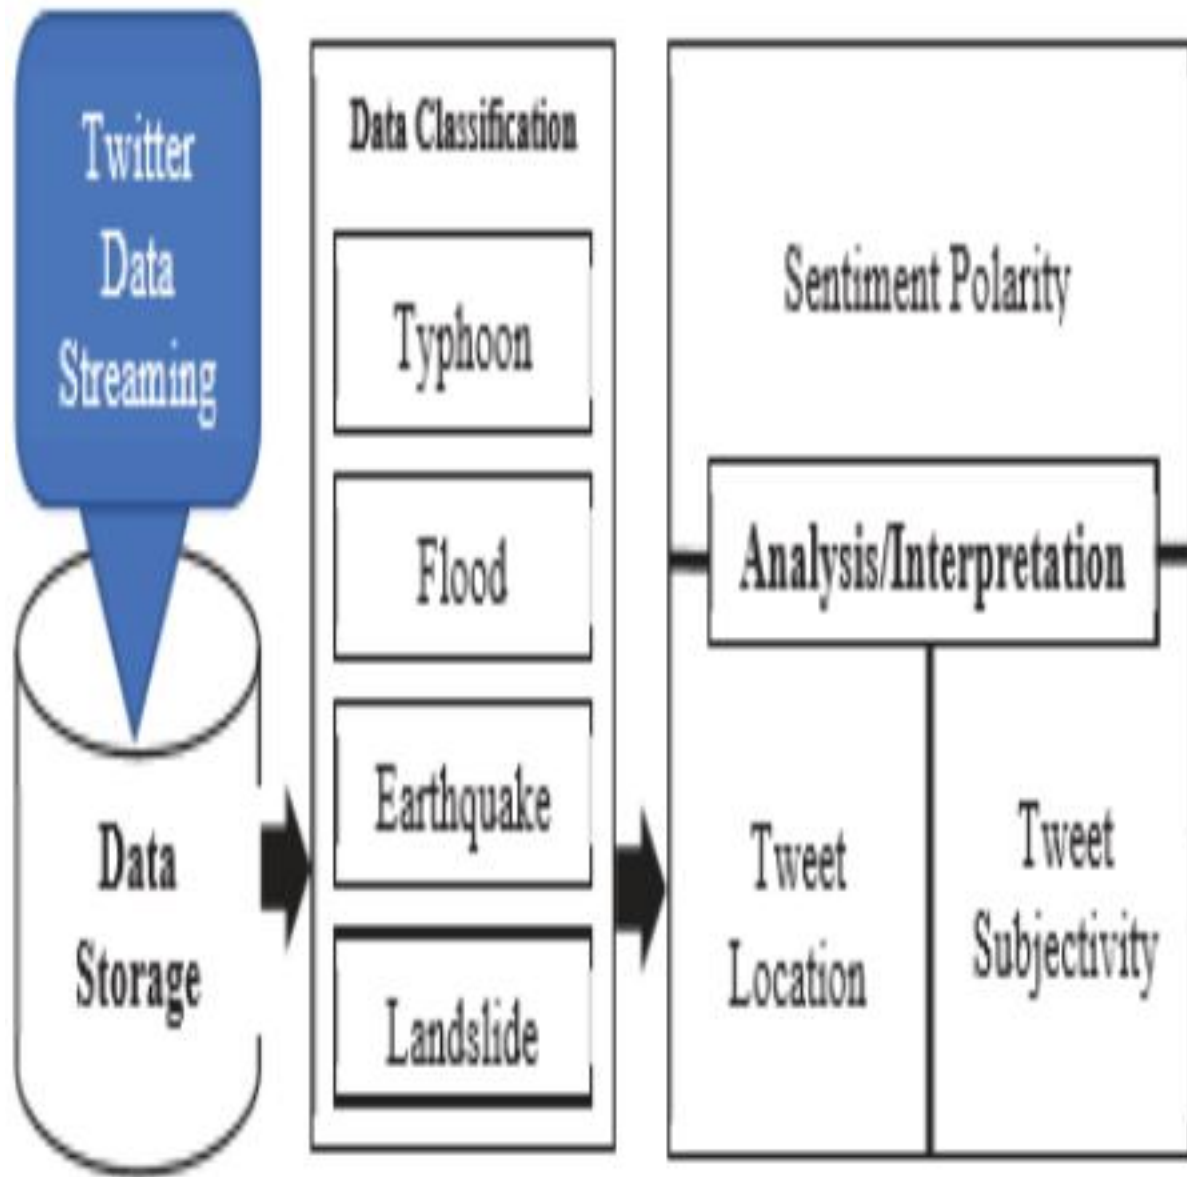 Twitter
Data
Streaming
Data
Storage
Data Classification
Typhoon
Flood
Earthquake
Landslide
Sentiment Polarity
Analysis/Interpretation
Tweet
Location
Tweet
Subjectivity